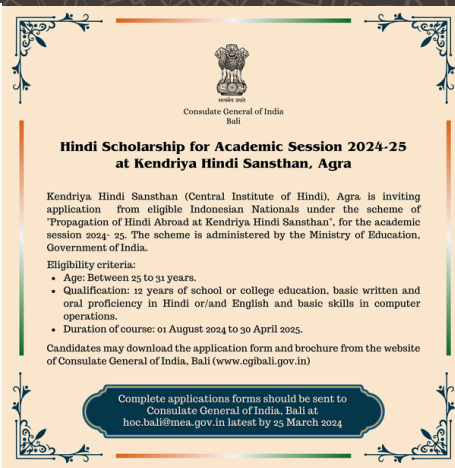 सत्यमेव जयते
Consulate General of India
Bali
Hindi Scholarship for Academic Session 2024-25
at Kendriya Hindi Sansthan, Agra
Kendriya Hindi Sansthan (Central Institute of Hindi), Agra is inviting
application from eligible Indonesian Nationals under the scheme of
"Propagation of Hindi Abroad at Kendriya Hindi Sansthan", for the academic
session 2024- 25. The scheme is administered by the Ministry of Education,
Government of India.
Eligibility criteria:
• Age: Between 25 to 31 years.
• Qualification: 12 years of school or college education, basic written and
oral proficiency in Hindi or/and English and basic skills in computer
operations.
• Duration of course: 01 August 2024 to 30 April 2025.
Candidates may download the application form and brochure from the website
of Consulate General of India, Bali (www.cgibali.gov.in)
Complete applications forms should be sent to
Consulate General of India, Bali at
hoc.bali@mea.gov.in latest by 25 March 2024